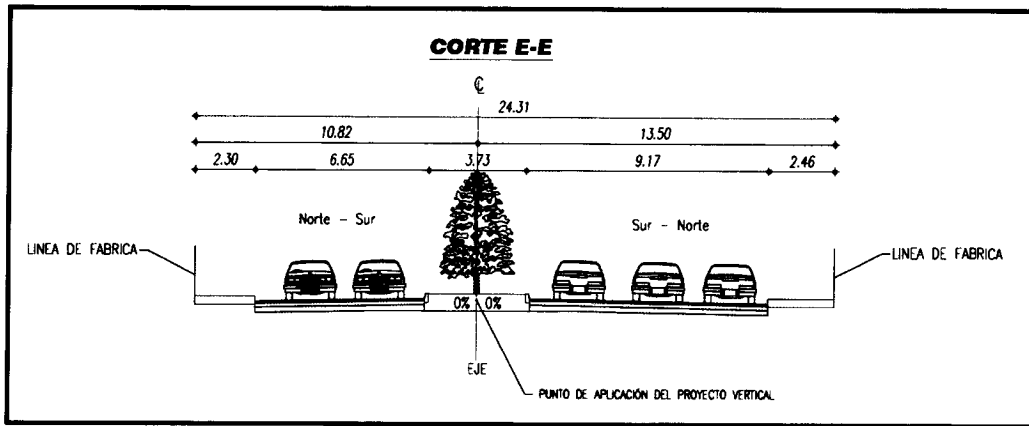 CORTE E-E
℄
24.31
10.82 13.50
2.30 6.65 3.73 9.17 2.46
Norte - Sur Sur - Norte
LINEA DE FABRICA LINEA DE FABRICA
0% 0%
EJE
PUNTO DE APLICACIÓN DEL PROYECTO VERTICAL